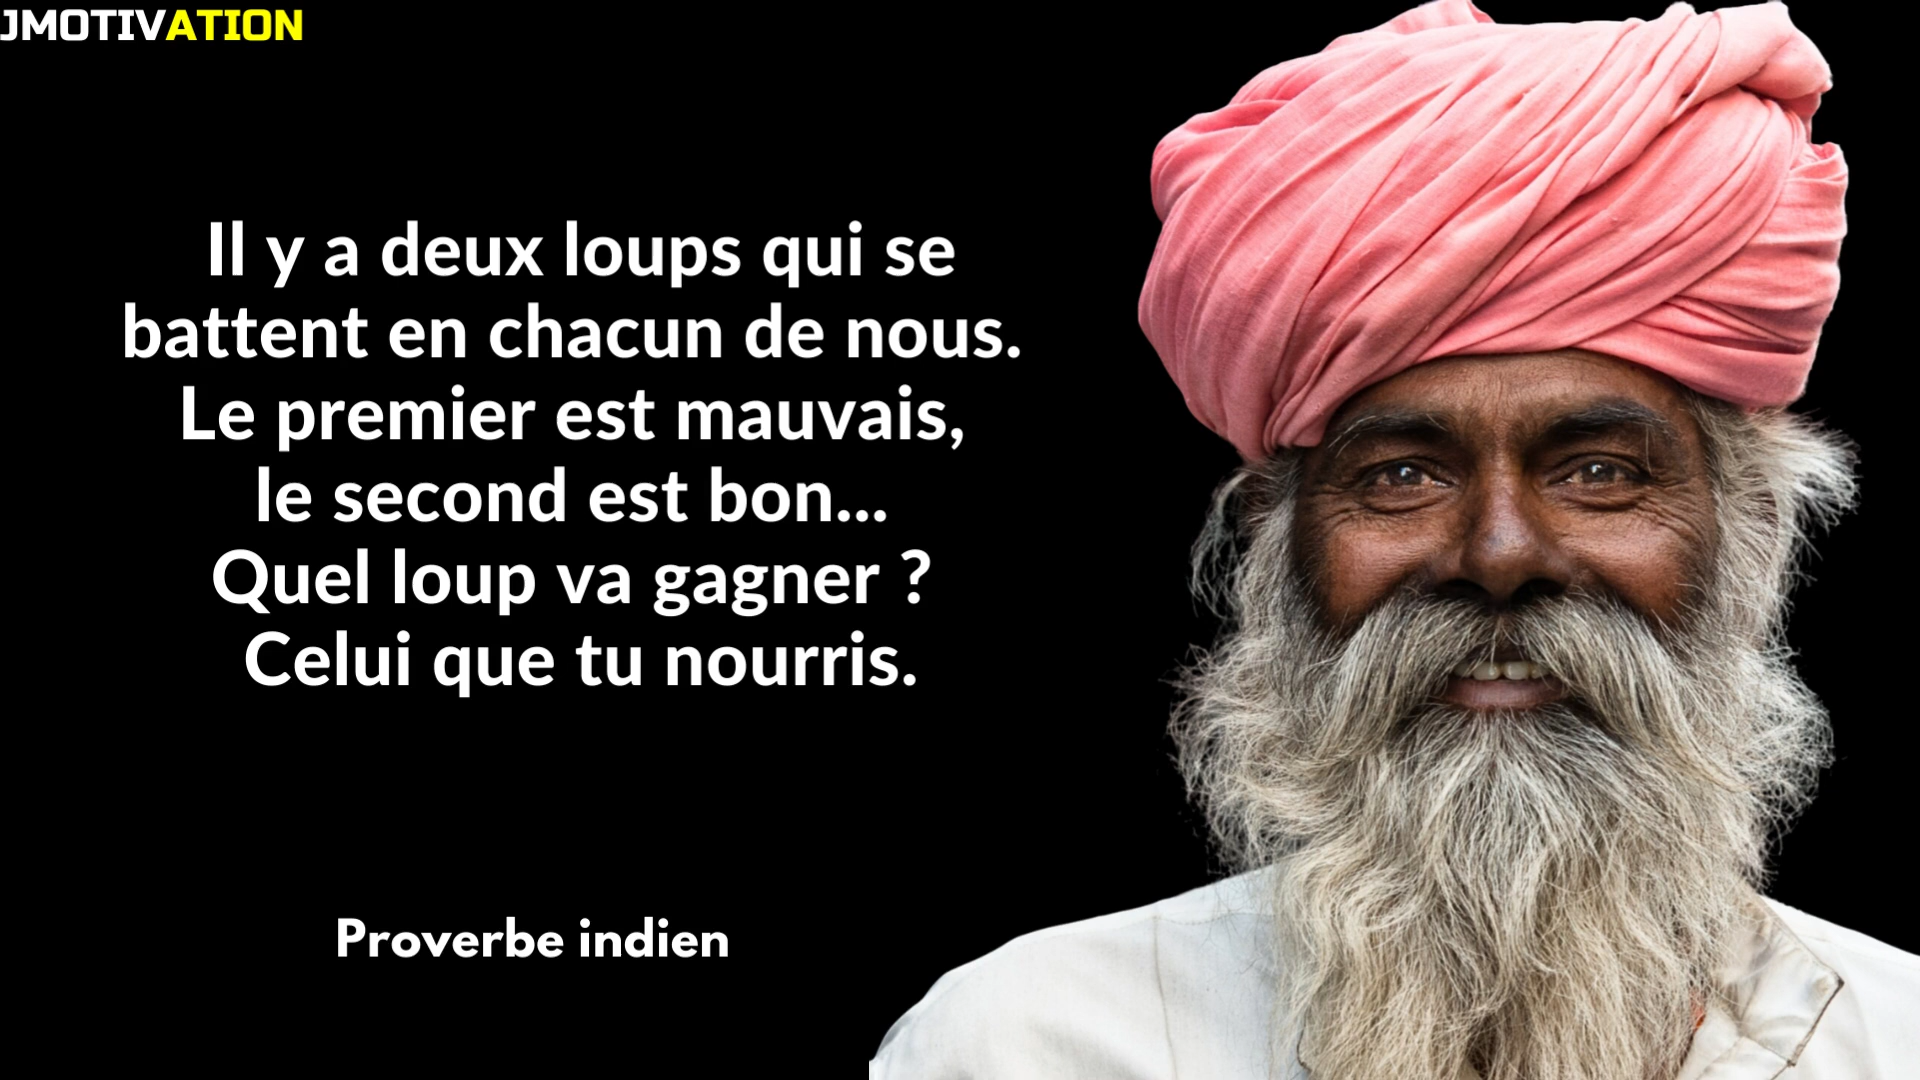 JMOTIVATION
Il y a deux loups qui se
battent en chacun de nous.
Le premier est mauvais,
le second est bon...
Quel loup va gagner ?
Celui que tu nourris.
Proverbe indien